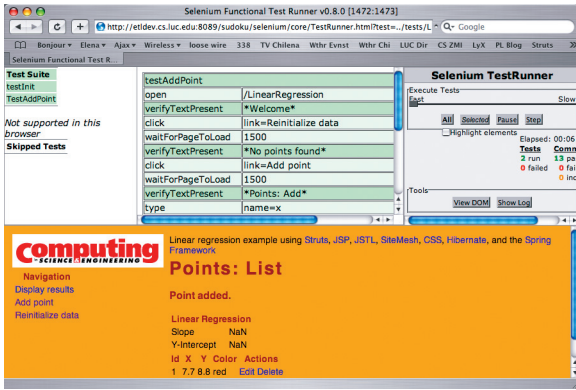 Selenium Functional Test Runner v0.8.0 [1472:1473]
http://etldev.cs.luc.edu:8089/sudoku/selenium/core/TestRunner.html?test=../tests/L
Google
Bonjour Elena Ajax Wireless loose wire 338 TV Chilena Wthr Evnst Wthr Chi LUC Dir CS ZMI LyX PL Blog Struts
Selenium Functional Test R...
Test Suite
testInit
TestAddPoint
Not supported in this
browser
Skipped Tests
testAddPoint
open /LinearRegression
verifyTextPresent *Welcome*
click link=Reinitialize data
waitForPageToLoad 1500
verifyTextPresent *No points found*
click link=Add point
waitForPageToLoad 1500
verifyTextPresent *Points: Add*
type name=x
Selenium TestRunner
Execute Tests
Fast Slow
All Selected Pause Step
Highlight elements
Elapsed: 00:06
Tests Comm
2 run 13 pa
0 failed 0 fai
0 inc
Tools
View DOM Show Log
computing
IN SCIENCE & ENGINEERING
Navigation
Display results
Add point
Reinitialize data
Linear regression example using Struts, JSP, JSTL, SiteMesh, CSS, Hibernate, and the Spring
Framework
Points: List
Point added.
Linear Regression
Slope NaN
Y-Intercept NaN
Id X Y Color Actions
1 7.7 8.8 red Edit Delete